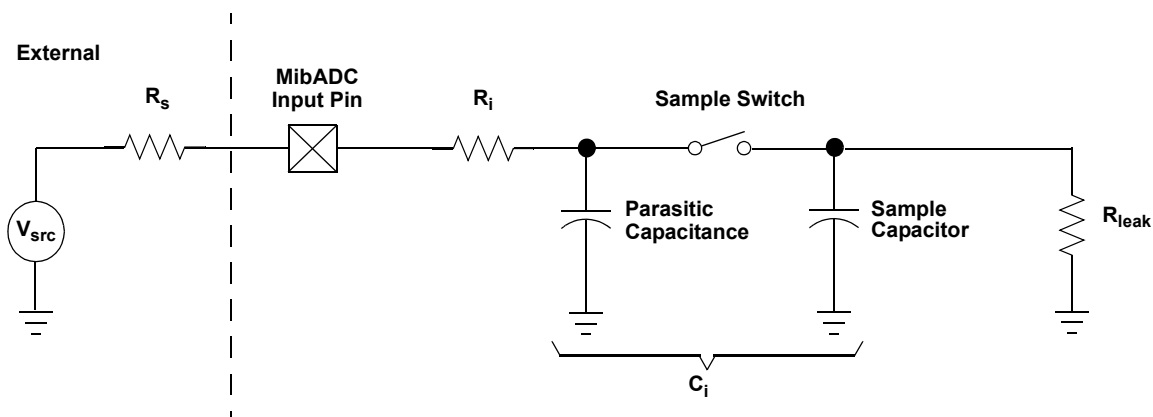 External
MibADC
Input Pin
Rs
Ri
Sample Switch
Vsrc
Parasitic
Capacitance
Sample
Capacitor
Rleak
Ci